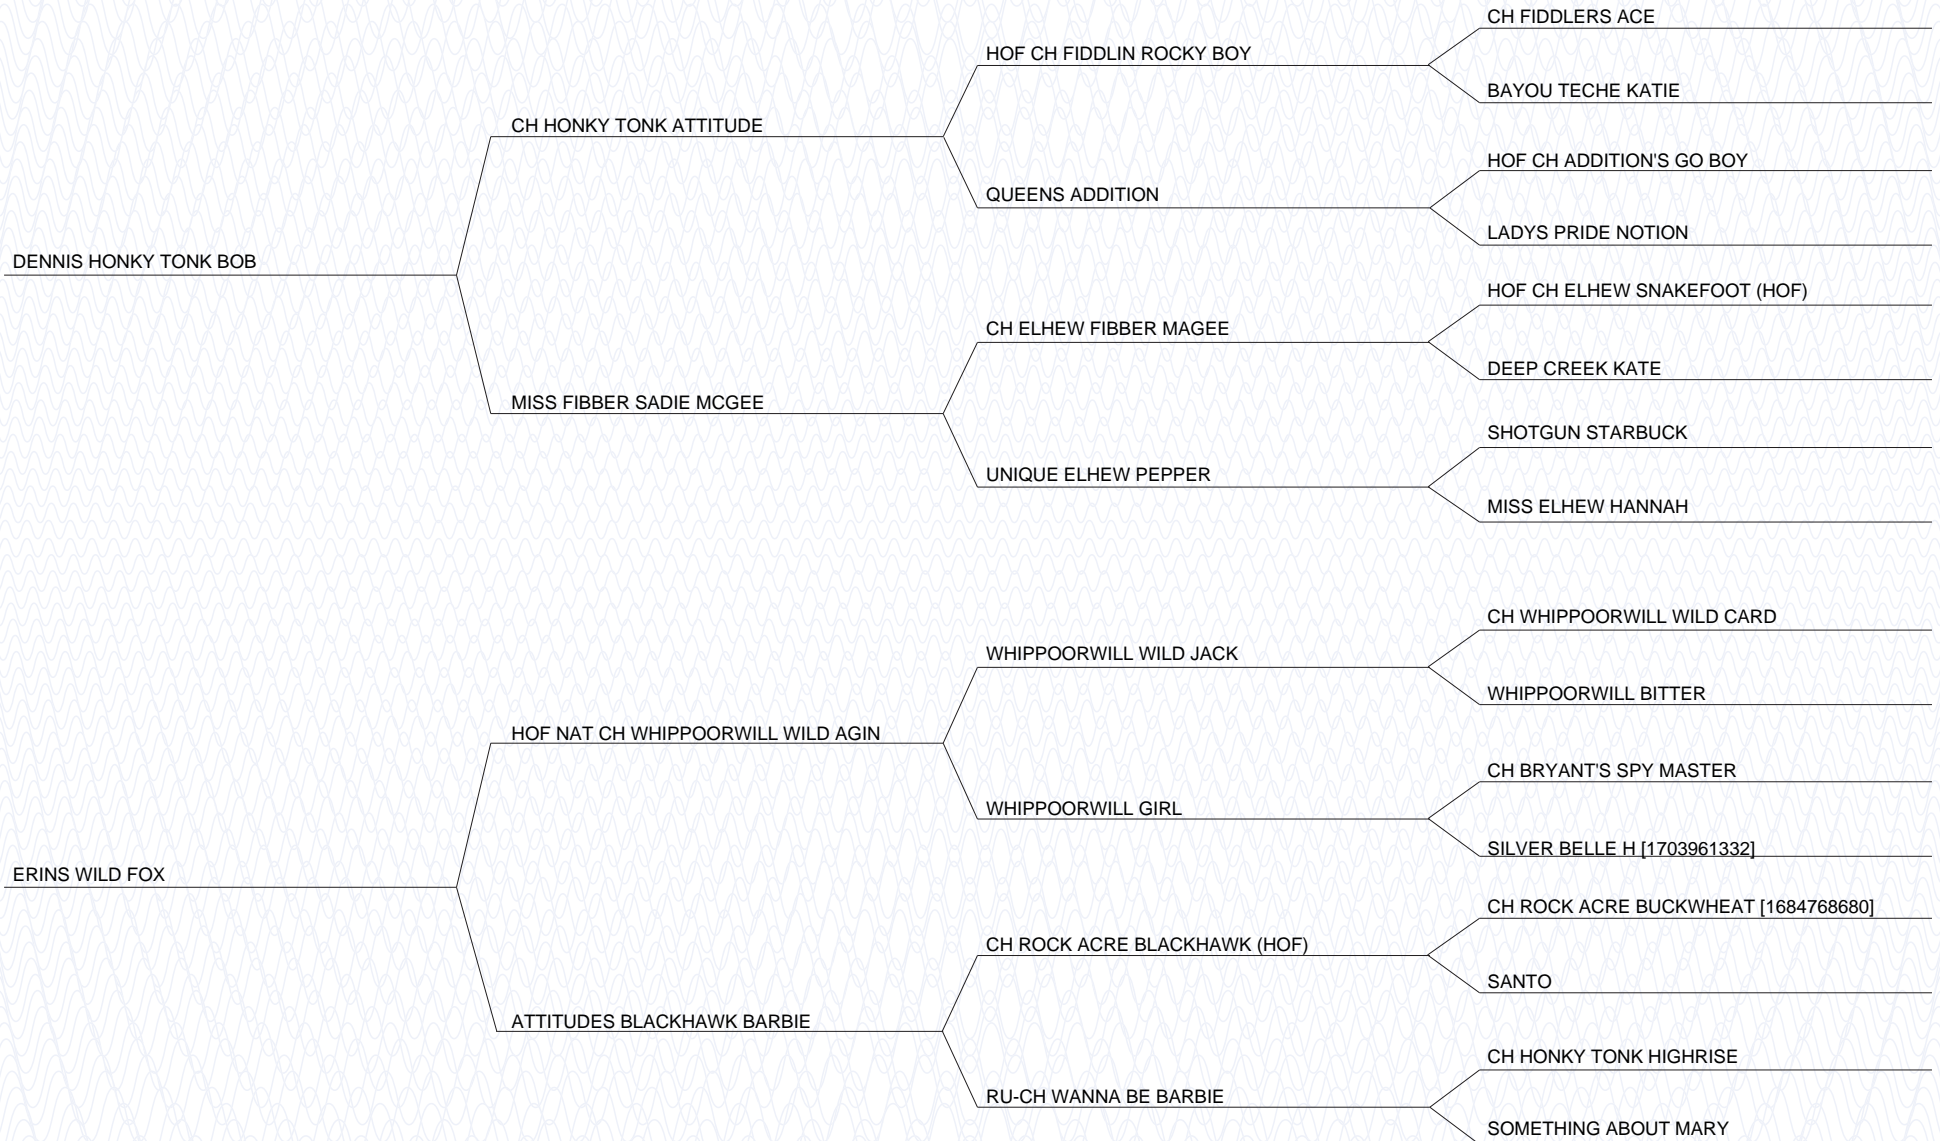 CH FIDDLERS ACE
HOF CH FIDDLIN ROCKY BOY
BAYOU TECHE KATIE
CH HONKY TONK ATTITUDE
HOF CH ADDITION'S GO BOY
QUEENS ADDITION
LADYS PRIDE NOTION
DENNIS HONKY TONK BOB
HOF CH ELHEW SNAKEFOOT (HOF)
CH ELHEW FIBBER MAGEE
DEEP CREEK KATE
MISS FIBBER SADIE MCGEE
SHOTGUN STARBUCK
UNIQUE ELHEW PEPPER
MISS ELHEW HANNAH
CH WHIPPOORWILL WILD CARD
WHIPPOORWILL WILD JACK
WHIPPOORWILL BITTER
HOF NAT CH WHIPPOORWILL WILD AGIN
CH BRYANT'S SPY MASTER
WHIPPOORWILL GIRL
SILVER BELLE H [1703961332]
ERINS WILD FOX
CH ROCK ACRE BUCKWHEAT [1684768680]
CH ROCK ACRE BLACKHAWK (HOF)
SANTO
ATTITUDES BLACKHAWK BARBIE
CH HONKY TONK HIGHRISE
RU-CH WANNA BE BARBIE
SOMETHING ABOUT MARY